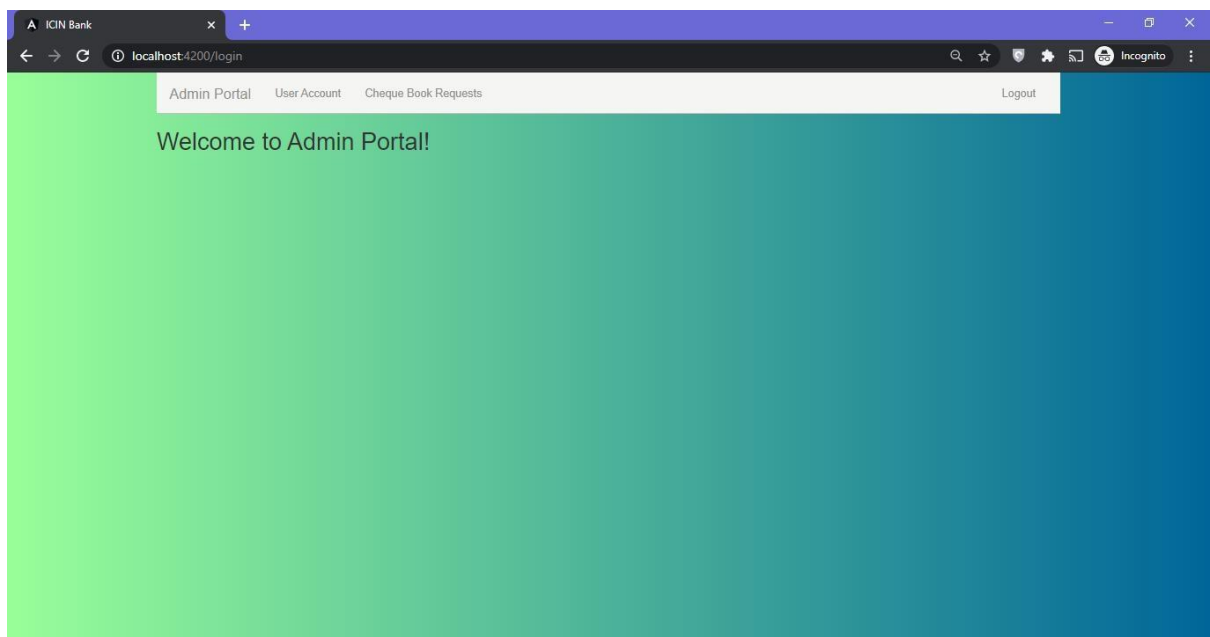 ICIN Bank
localhost:4200/login
Incognito
Admin Portal User Account Cheque Book Requests Logout
Welcome to Admin Portal!